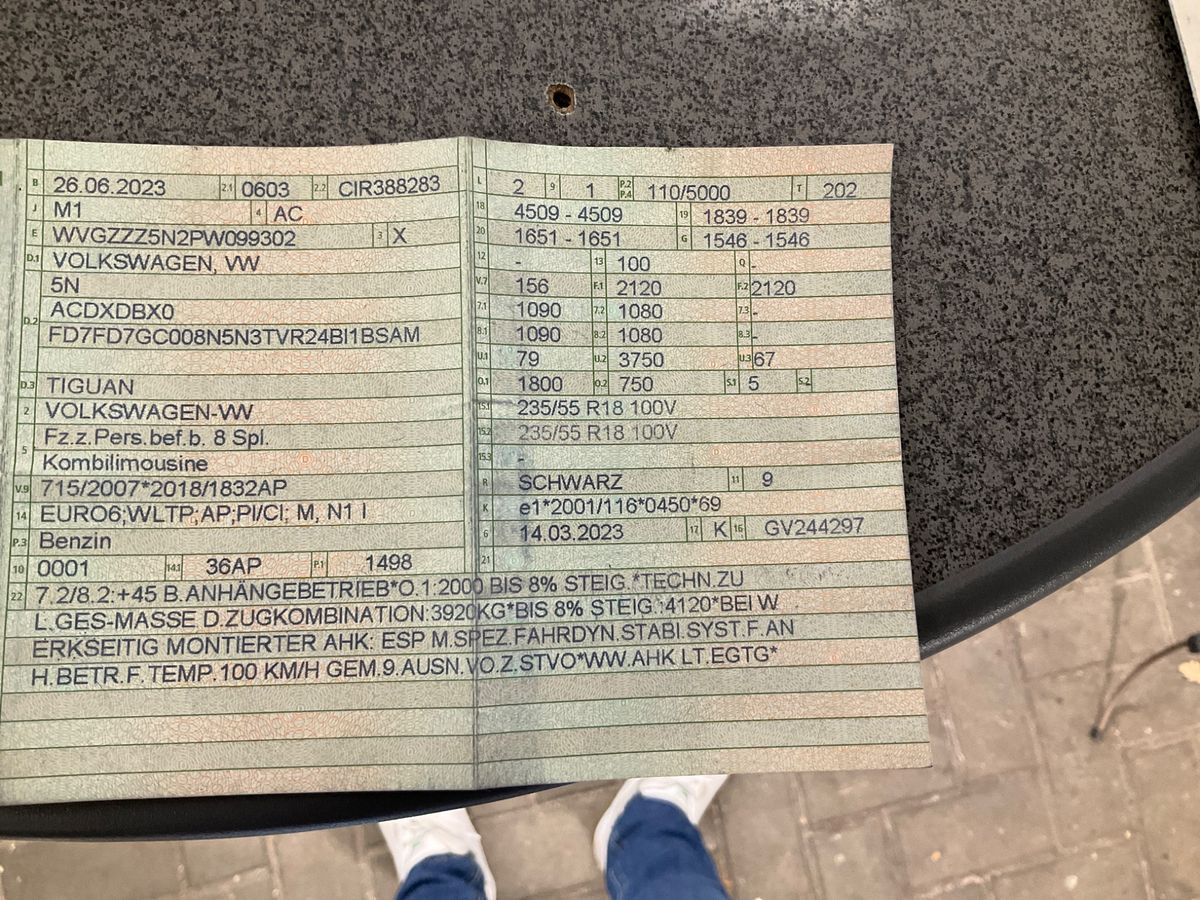 B 26.06.2023 2.1 0603 2.2 CIR388283
J M1 4 AC
E WVGZZZ5N2PW099302 3 X
D.1 VOLKSWAGEN, VW
5N
D.2 ACDXDBX0
FD7FD7GC008N5N3TVR24BI1BSAM
D.3 TIGUAN
2 VOLKSWAGEN-VW
5 Fz.z.Pers.bef.b. 8 Spl.
Kombilimousine
V.9 715/2007*2018/1832AP
14 EURO6;WLTP;AP;PI/CI; M, N1 I
P.3 Benzin
10 0001 14.1 36AP P.1 1498
L 2 9 1 P.2 P.4 110/5000 T 202
18 4509 - 4509 19 1839 - 1839
20 1651 - 1651 G 1546 - 1546
12 - 13 100 Q -
V.7 156 F.1 2120 F.2 2120
7.1 1090 7.2 1080 7.3 -
8.1 1090 8.2 1080 8.3 -
U.1 79 U.2 3750 U.3 67
O.1 1800 O.2 750 S.1 5 S.2
15.1 235/55 R18 100V
15.2 235/55 R18 100V
15.3 -
R SCHWARZ 11 9
K e1*2001/116*0450*69
6 14.03.2023 17 K 16 GV244297
21
22 7.2/8.2:+45 B.ANHÄNGEBETRIEB*O.1:2000 BIS 8% STEIG.*TECHN.ZU
L.GES-MASSE D.ZUGKOMBINATION:3920KG*BIS 8% STEIG.:4120*BEI W
ERKSEITIG MONTIERTER AHK: ESP M.SPEZ.FAHRDYN.STABI.SYST.F.AN
H.BETR.F. TEMP.100 KM/H GEM.9.AUSN.VO.Z.STVO*WW.AHK LT.EGTG*